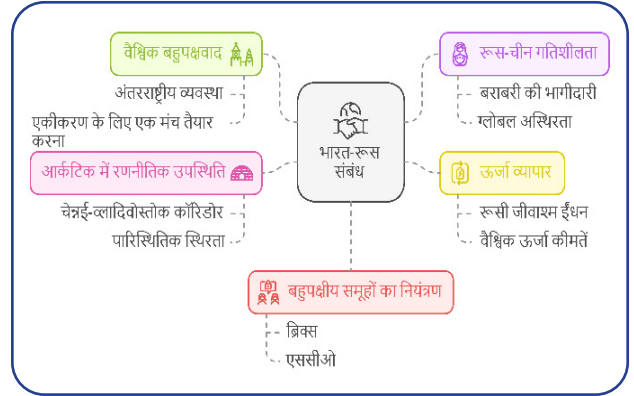 वैश्विक बहुपक्षवाद
अंतरराष्ट्रीय व्यवस्था
एकीकरण के लिए एक मंच तैयार
करना
आर्कटिक में रणनीतिक उपस्थिति
चेन्नई-व्लादिवोस्तोक कॉरिडोर
पारिस्थितिक स्थिरता
भारत-रूस
संबंध
रूस-चीन गतिशीलता
बराबरी की भागीदारी
ग्लोबल अस्थिरता
ऊर्जा व्यापार
रूसी जीवाश्म ईंधन
वैश्विक ऊर्जा कीमतें
बहुपक्षीय समूहों का नियंत्रण
ब्रिक्स
एससीओ